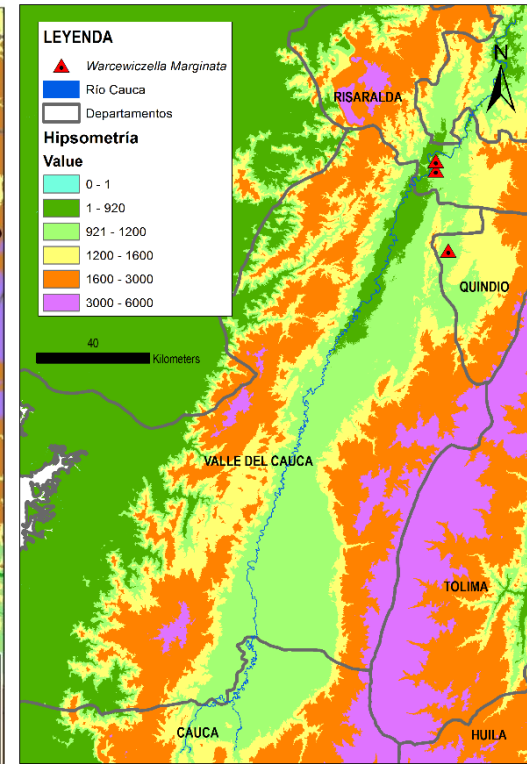 LEYENDA
Warcewiczella Marginata
Río Cauca
Departamentos
Hipsometría
Value
0 - 1
1 - 920
921 - 1200
1200 - 1600
1600 - 3000
3000 - 6000
40
Kilometers
N
RISARALDA
QUINDIO
VALLE DEL CAUCA
TOLIMA
CAUCA
HUILA